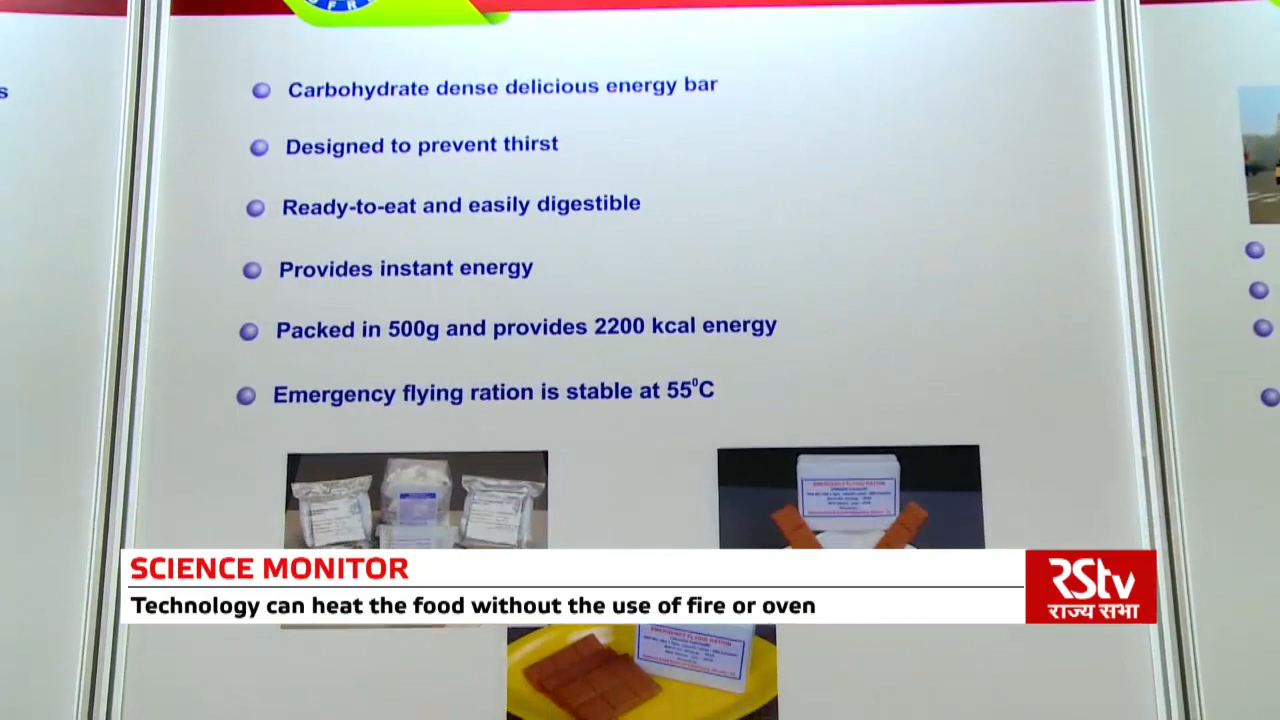 DFRL
s
Carbohydrate dense delicious energy bar
Designed to prevent thirst
Ready-to-eat and easily digestible
Provides instant energy
Packed in 500g and provides 2200 kcal energy
Emergency flying ration is stable at 55⁰C
SCIENCE MONITOR
Technology can heat the food without the use of fire or oven
RStv
राज्य सभा